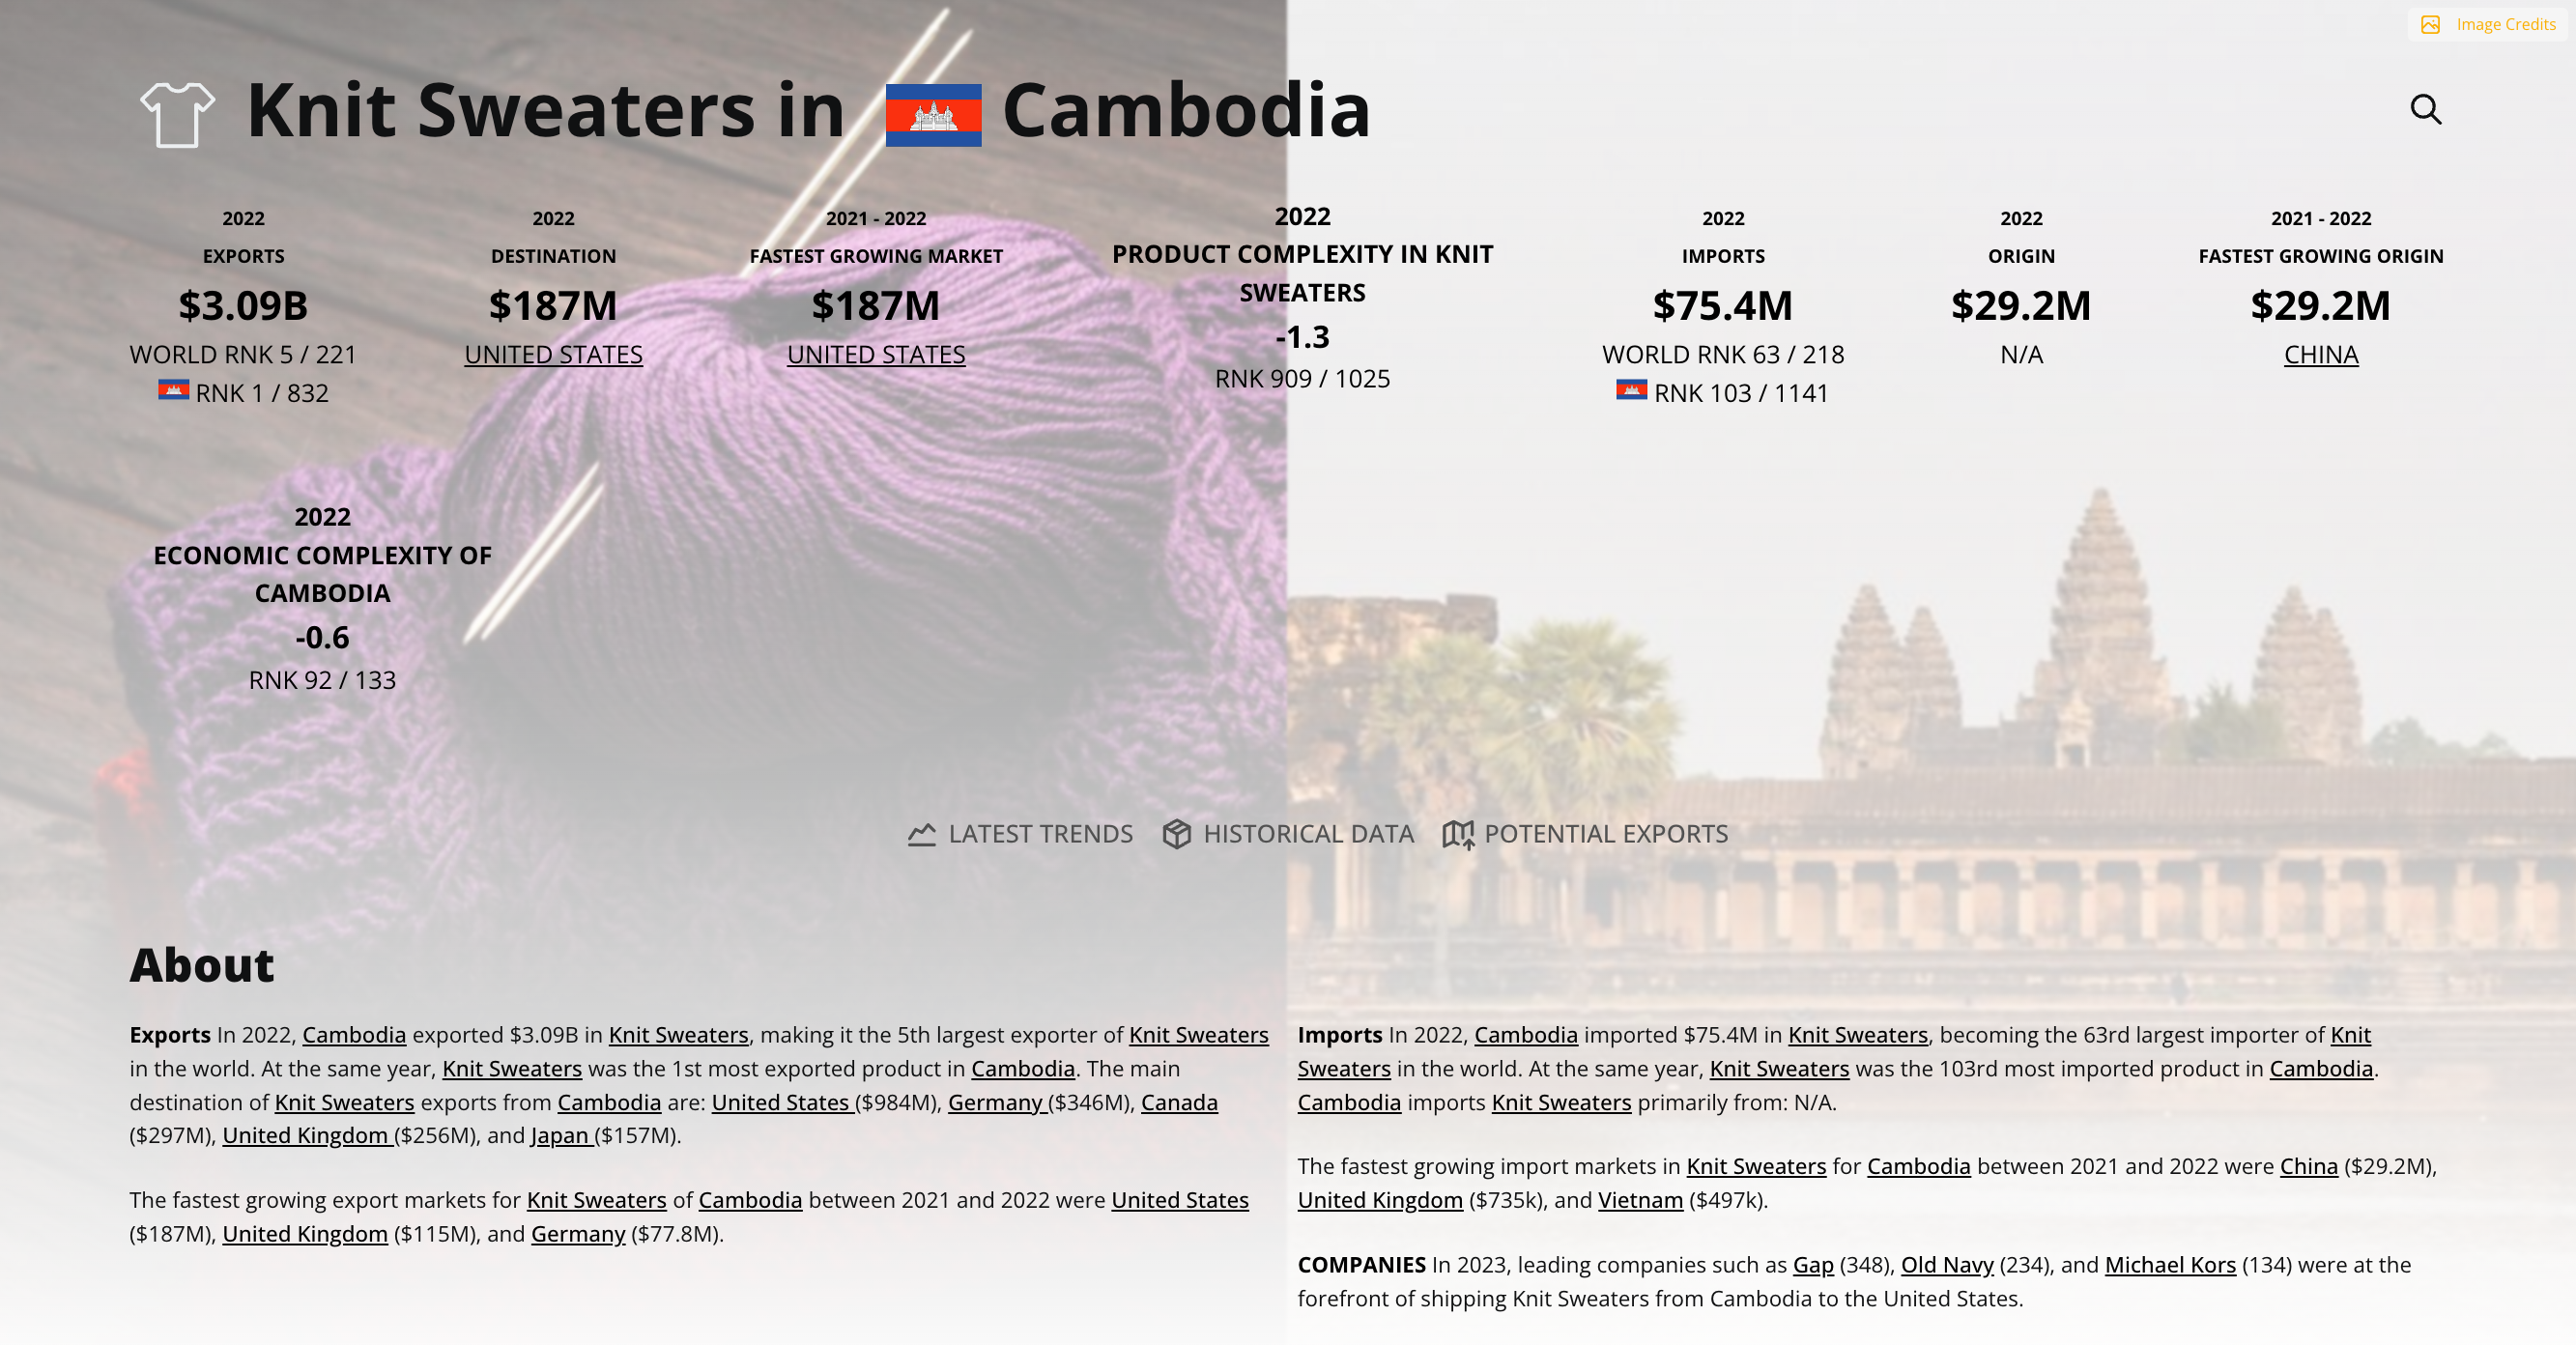 Image Credits
Knit Sweaters in Cambodia
2022
EXPORTS
$3.09B
WORLD RNK 5 / 221
RNK 1 / 832
2022
DESTINATION
$187M
UNITED STATES
2021 - 2022
FASTEST GROWING MARKET
$187M
UNITED STATES
2022
PRODUCT COMPLEXITY IN KNIT
SWEATERS
-1.3
RNK 909 / 1025
2022
IMPORTS
$75.4M
WORLD RNK 63 / 218
RNK 103 / 1141
2022
ORIGIN
$29.2M
N/A
2021 - 2022
FASTEST GROWING ORIGIN
$29.2M
CHINA
2022
ECONOMIC COMPLEXITY OF
CAMBODIA
-0.6
RNK 92 / 133
LATEST TRENDS
HISTORICAL DATA
POTENTIAL EXPORTS
About
Exports In 2022, Cambodia exported $3.09B in Knit Sweaters, making it the 5th largest exporter of Knit Sweaters
in the world. At the same year, Knit Sweaters was the 1st most exported product in Cambodia. The main
destination of Knit Sweaters exports from Cambodia are: United States ($984M), Germany ($346M), Canada
($297M), United Kingdom ($256M), and Japan ($157M).
The fastest growing export markets for Knit Sweaters of Cambodia between 2021 and 2022 were United States
($187M), United Kingdom ($115M), and Germany ($77.8M).
Imports In 2022, Cambodia imported $75.4M in Knit Sweaters, becoming the 63rd largest importer of Knit
Sweaters in the world. At the same year, Knit Sweaters was the 103rd most imported product in Cambodia.
Cambodia imports Knit Sweaters primarily from: N/A.
The fastest growing import markets in Knit Sweaters for Cambodia between 2021 and 2022 were China ($29.2M),
United Kingdom ($735k), and Vietnam ($497k).
COMPANIES In 2023, leading companies such as Gap (348), Old Navy (234), and Michael Kors (134) were at the
forefront of shipping Knit Sweaters from Cambodia to the United States.